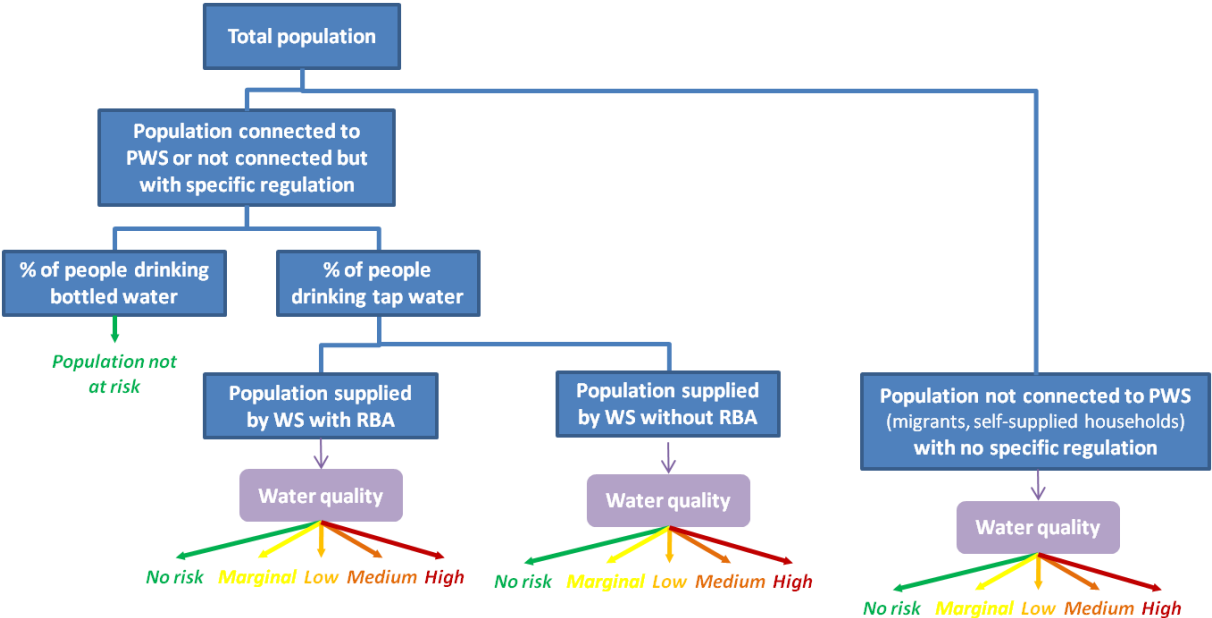 Total population
Population connected to
PWS or not connected but
with specific regulation
% of people drinking
bottled water
% of people
drinking tap water
Population not
at risk
Population supplied
by WS with RBA
Population supplied
by WS without RBA
Population not connected to PWS
(migrants, self-supplied households)
with no specific regulation
Water quality
Water quality
Water quality
No risk Marginal Low Medium High
No risk Marginal Low Medium High
No risk Marginal Low Medium High